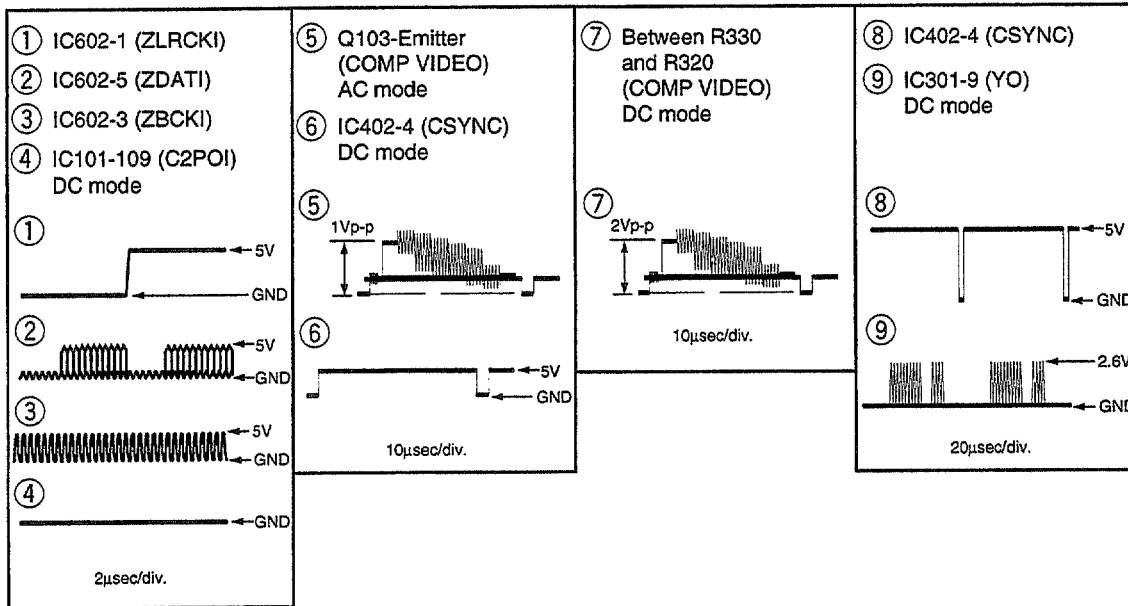 ① IC602-1 (ZLRCKI)
② IC602-5 (ZDATI)
③ IC602-3 (ZBCKI)
④ IC101-109 (C2POI)
DC mode
①
5V
GND
②
5V
GND
③
5V
GND
④
GND
2µsec/div.
⑤ Q103-Emitter
(COMP VIDEO)
AC mode
⑥ IC402-4 (CSYNC)
DC mode
⑤
1Vp-p
⑥
5V
GND
10µsec/div.
⑦ Between R330
and R320
(COMP VIDEO)
DC mode
⑦
2Vp-p
10µsec/div.
⑧ IC402-4 (CSYNC)
⑨ IC301-9 (YO)
DC mode
⑧
5V
GND
⑨
2.6V
GND
20µsec/div.